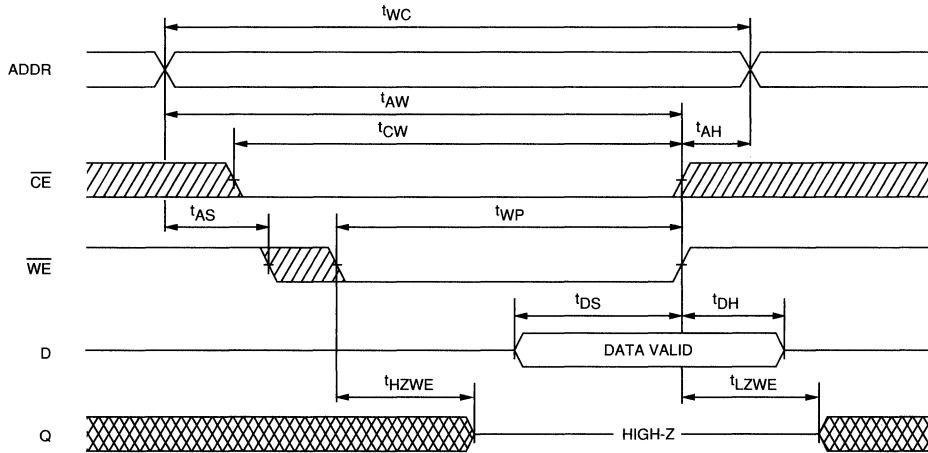 tWC
ADDR
tAW
tCW
tAH
CE
tAS
tWP
WE
tDS
tDH
D
DATA VALID
tHZWE
tLZWE
Q
HIGH-Z